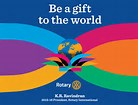 Be a gift
to the world
Rotary
K.R. Ravindran
2015-16 President, Rotary International